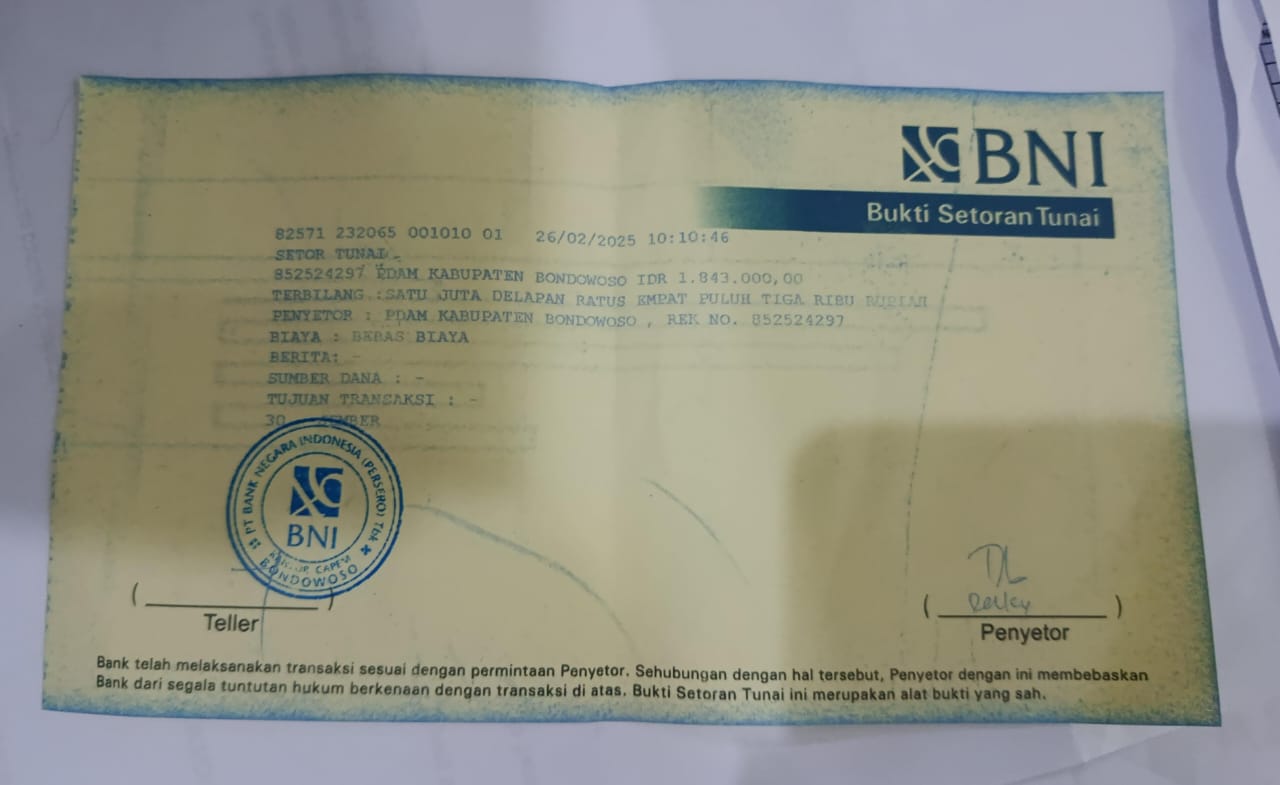 BNI
Bukti Setoran Tunai
82571 232065 001010 01 26/02/2025 10:10:46
SETOR TUNAI
852524297 PDAM KABUPATEN BONDOWOSO IDR 1.843.000,00
TERBILANG :SATU JUTA DELAPAN RATUS EMPAT PULUH TIGA RIBU RUPIAH
PENYETOR : PDAM KABUPATEN BONDOWOSO , REK NO. 852524297
BIAYA : BEBAS BIAYA
BERITA: -
SUMBER DANA : -
TUJUAN TRANSAKSI : -
30
PT BANK NEGARA INDONESIA (PERSERO) Tbk
BNI
CAPEM
BONDOWOSO
DL
( ) ( )
Teller Penyetor
Bank telah melaksanakan transaksi sesuai dengan permintaan Penyetor. Sehubungan dengan hal tersebut, Penyetor dengan ini membebaskan
Bank dari segala tuntutan hukum berkenaan dengan transaksi di atas. Bukti Setoran Tunai ini merupakan alat bukti yang sah.